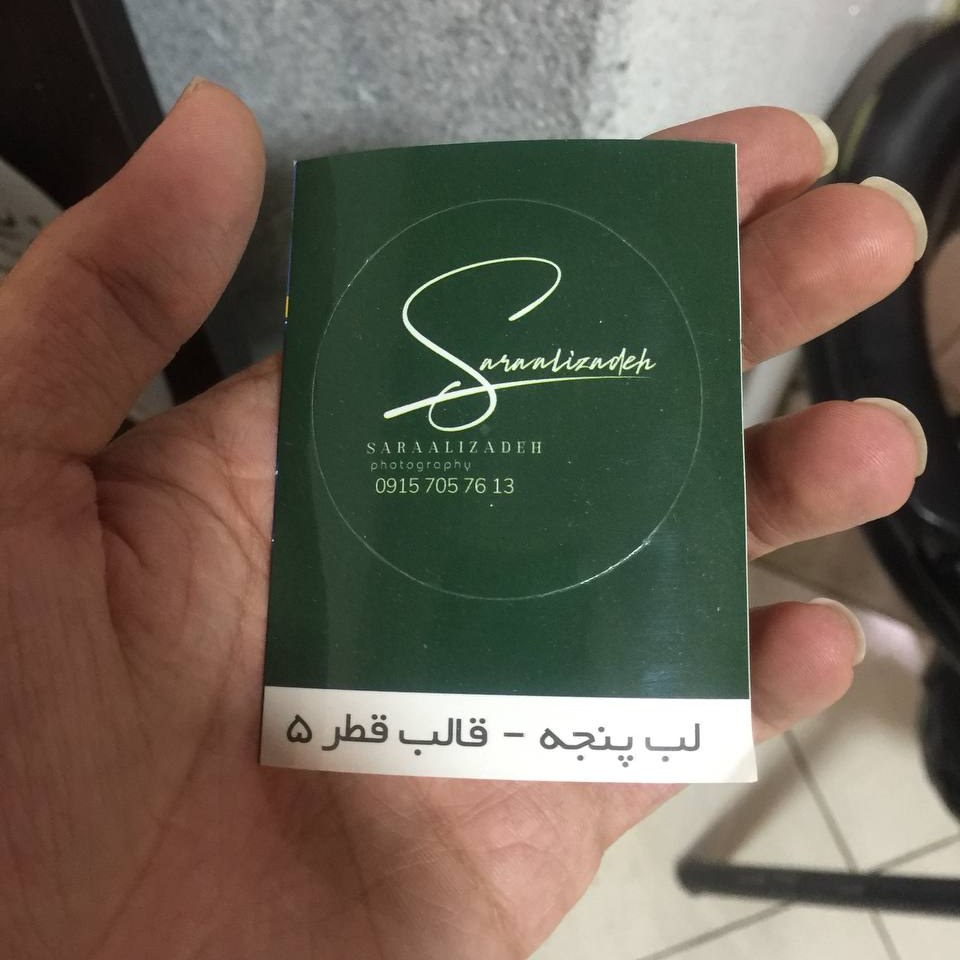 Saraalizadeh
SARAALIZADEH
photography
0915 705 76 13
لب پنجه - قالب قطر ۵